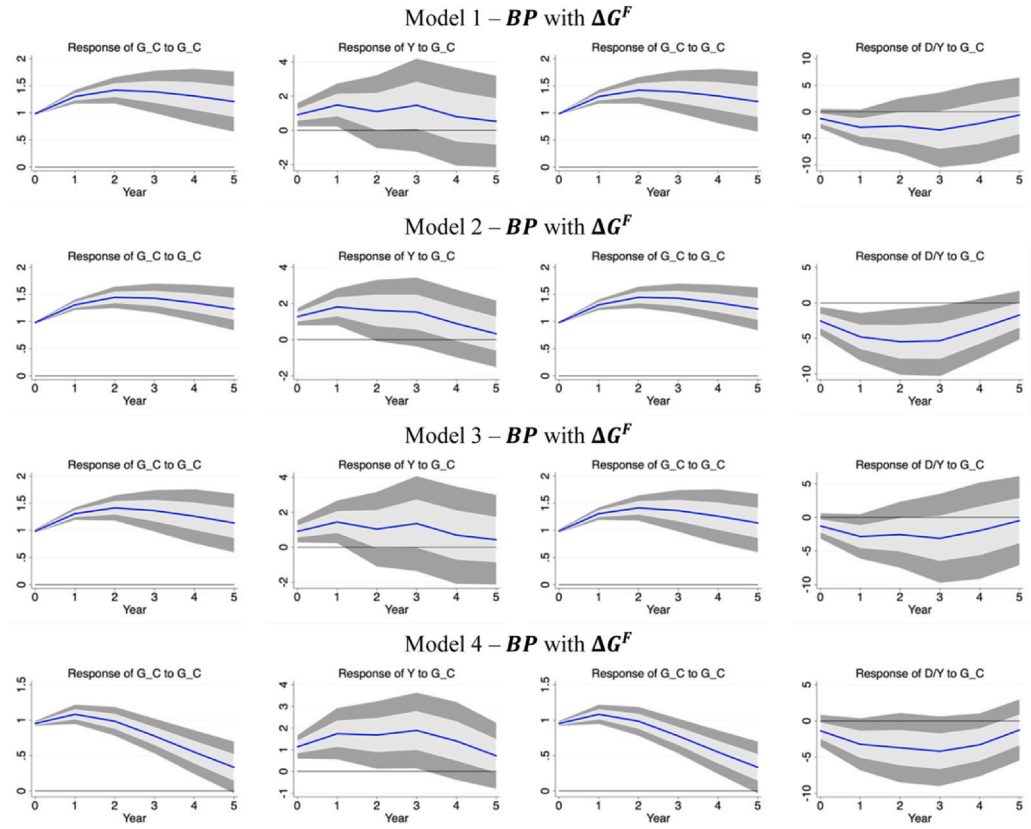 Model 1 – BP with ΔG^F
Response of G_C to G_C
Response of Y to G_C
Response of G_C to G_C
Response of D/Y to G_C
0 .5 1 1.5 2
-2 0 2 4
0 .5 1 1.5 2
-10 -5 0 5 10
0 1 2 3 4 5
0 1 2 3 4 5
0 1 2 3 4 5
0 1 2 3 4 5
Year
Year
Year
Year
Model 2 – BP with ΔG^F
Response of G_C to G_C
Response of Y to G_C
Response of G_C to G_C
Response of D/Y to G_C
0 .5 1 1.5 2
-2 0 2 4
0 .5 1 1.5 2
-10 -5 0 5
0 1 2 3 4 5
0 1 2 3 4 5
0 1 2 3 4 5
0 1 2 3 4 5
Year
Year
Year
Year
Model 3 – BP with ΔG^F
Response of G_C to G_C
Response of Y to G_C
Response of G_C to G_C
Response of D/Y to G_C
0 .5 1 1.5 2
-2 0 2 4
0 .5 1 1.5 2
-10 -5 0 5
0 1 2 3 4 5
0 1 2 3 4 5
0 1 2 3 4 5
0 1 2 3 4 5
Year
Year
Year
Year
Model 4 – BP with ΔG^F
Response of G_C to G_C
Response of Y to G_C
Response of G_C to G_C
Response of D/Y to G_C
0 .5 1 1.5
-1 0 1 2 3 4
0 .5 1 1.5
-10 -5 0 5
0 1 2 3 4 5
0 1 2 3 4 5
0 1 2 3 4 5
0 1 2 3 4 5
Year
Year
Year
Year